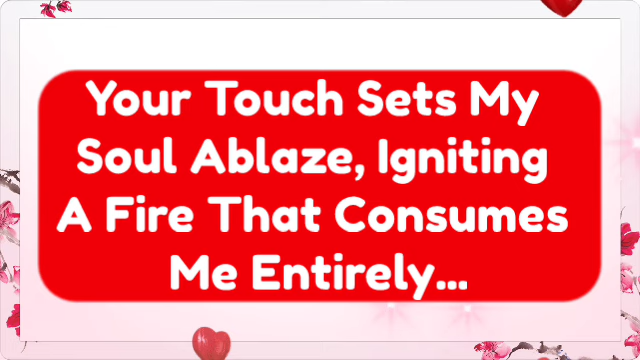 Your Touch Sets My
Soul Ablaze, Igniting
A Fire That Consumes
Me Entirely...